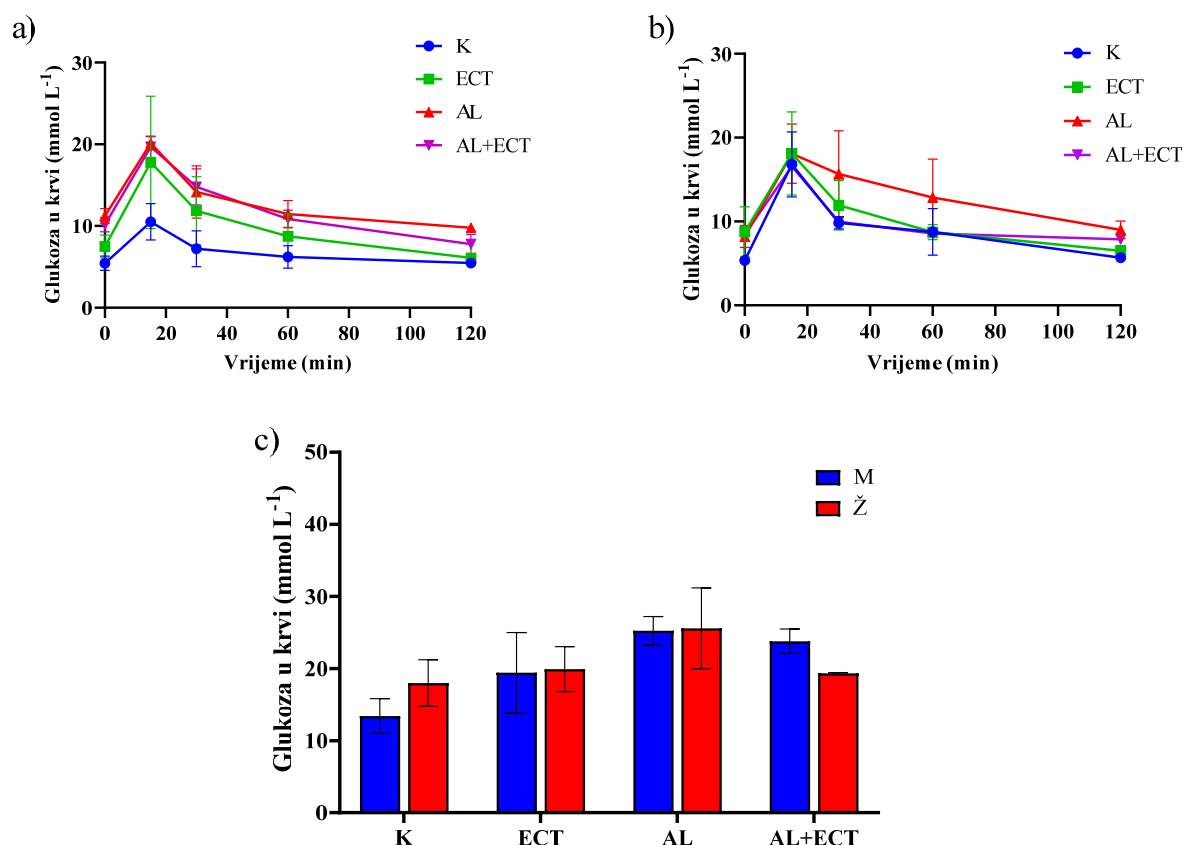 a)
K
ECT
AL
AL+ECT
Glukoza u krvi (mmol L⁻¹)
30
20
10
0
0 20 40 60 80 100 120
Vrijeme (min)
b)
K
ECT
AL
AL+ECT
Glukoza u krvi (mmol L⁻¹)
30
20
10
0
0 20 40 60 80 100 120
Vrijeme (min)
c)
M
Ž
Glukoza u krvi (mmol L⁻¹)
50
40
30
20
10
0
K ECT AL AL+ECT